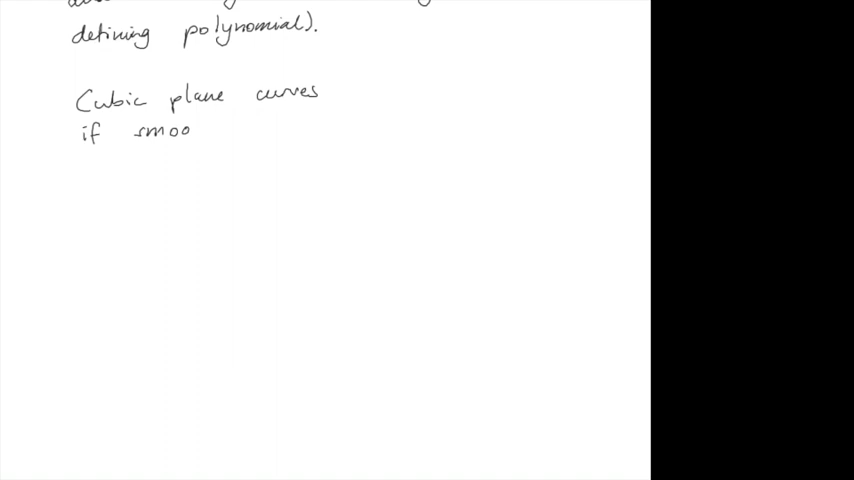 defining polynomial).
Cubic plane curves
if smoo